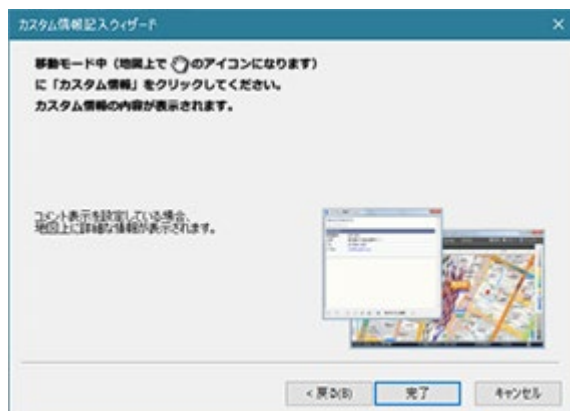 カスタム情報記入ウィザード
移動モード中（地図上で のアイコンになります）
に「カスタム情報」をクリックしてください。
カスタム情報の内容が表示されます。
コメント表示を設定している場合、
地図上に詳細な情報が表示されます。
< 戻る(B)
完了
キャンセル